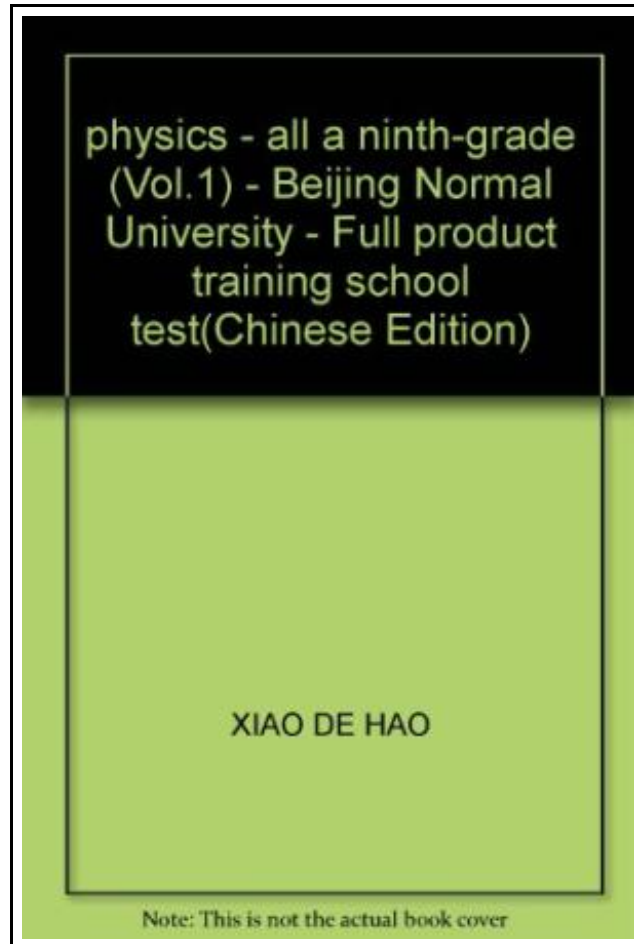 physics - all a ninth-grade
(Vol.1) - Beijing Normal
University - Full product
training school
test(Chinese Edition)
XIAO DE HAO
Note: This is not the actual book cover